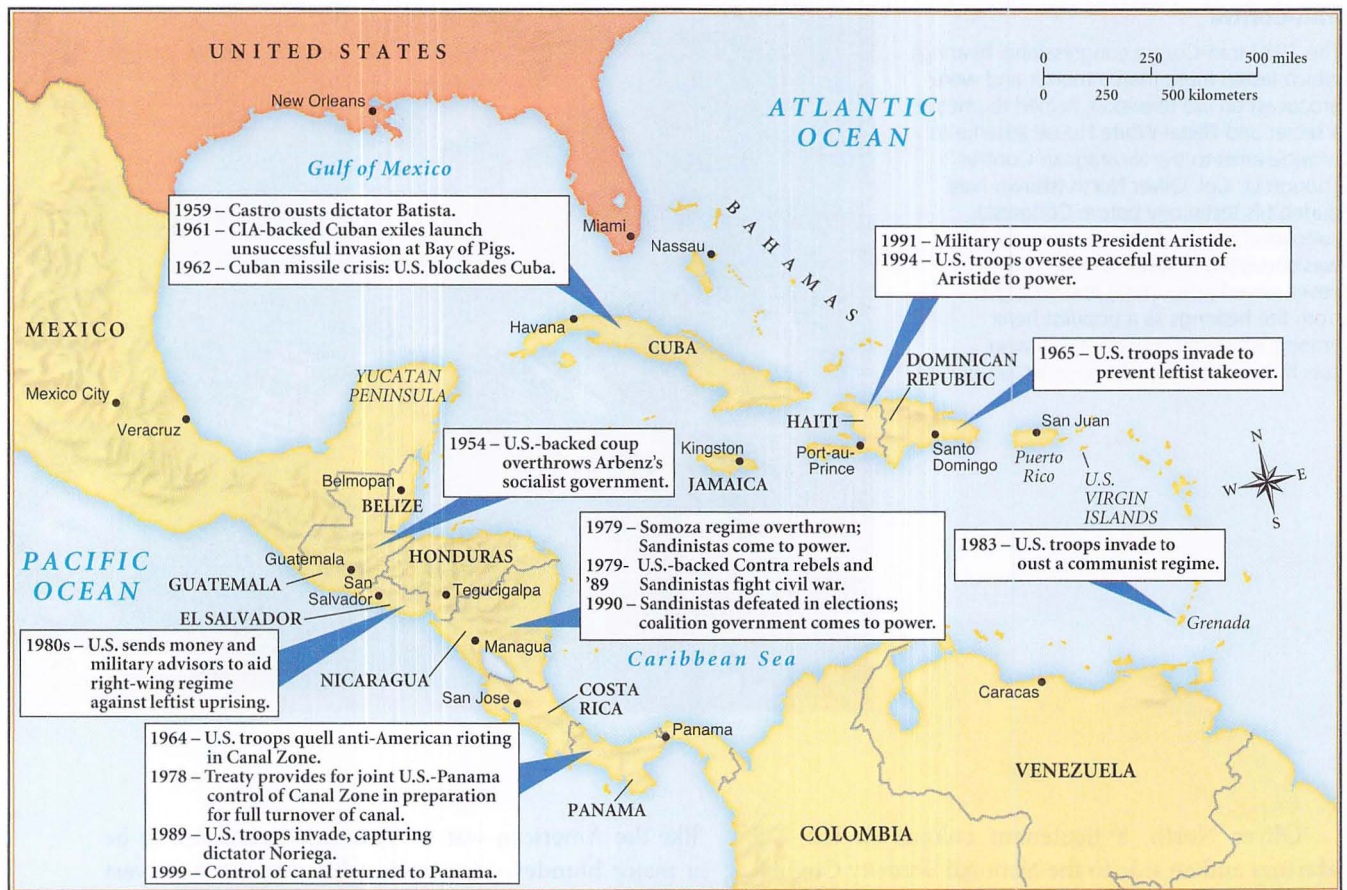 UNITED STATES
New Orleans
Gulf of Mexico
ATLANTIC
OCEAN
0 250 500 miles
0 250 500 kilometers
1959 – Castro ousts dictator Batista.
1961 – CIA-backed Cuban exiles launch
unsuccessful invasion at Bay of Pigs.
1962 – Cuban missile crisis: U.S. blockades Cuba.
Miami
Nassau
BAHAMAS
1991 – Military coup ousts President Aristide.
1994 – U.S. troops oversee peaceful return of
Aristide to power.
MEXICO
Mexico City
Veracruz
YUCATAN
PENINSULA
Havana
CUBA
DOMINICAN
REPUBLIC
1965 – U.S. troops invade to
prevent leftist takeover.
HAITI
Port-au-
Prince
Santo
Domingo
San Juan
Puerto
Rico
U.S.
VIRGIN
ISLANDS
N
E
S
W
Kingston
JAMAICA
1954 – U.S.-backed coup
overthrows Arbenz's
socialist government.
Belmopan
BELIZE
PACIFIC
OCEAN
Guatemala
GUATEMALA
HONDURAS
Tegucigalpa
San
Salvador
EL SALVADOR
1979 – Somoza regime overthrown;
Sandinistas come to power.
1979- U.S.-backed Contra rebels and
'89 Sandinistas fight civil war.
1990 – Sandinistas defeated in elections;
coalition government comes to power.
1983 – U.S. troops invade to
oust a communist regime.
Grenada
1980s – U.S. sends money and
military advisors to aid
right-wing regime
against leftist uprising.
NICARAGUA
Managua
Caribbean Sea
San Jose
COSTA
RICA
Panama
PANAMA
Caracas
VENEZUELA
COLOMBIA
1964 – U.S. troops quell anti-American rioting
in Canal Zone.
1978 – Treaty provides for joint U.S.-Panama
control of Canal Zone in preparation
for full turnover of canal.
1989 – U.S. troops invade, capturing
dictator Noriega.
1999 – Control of canal returned to Panama.